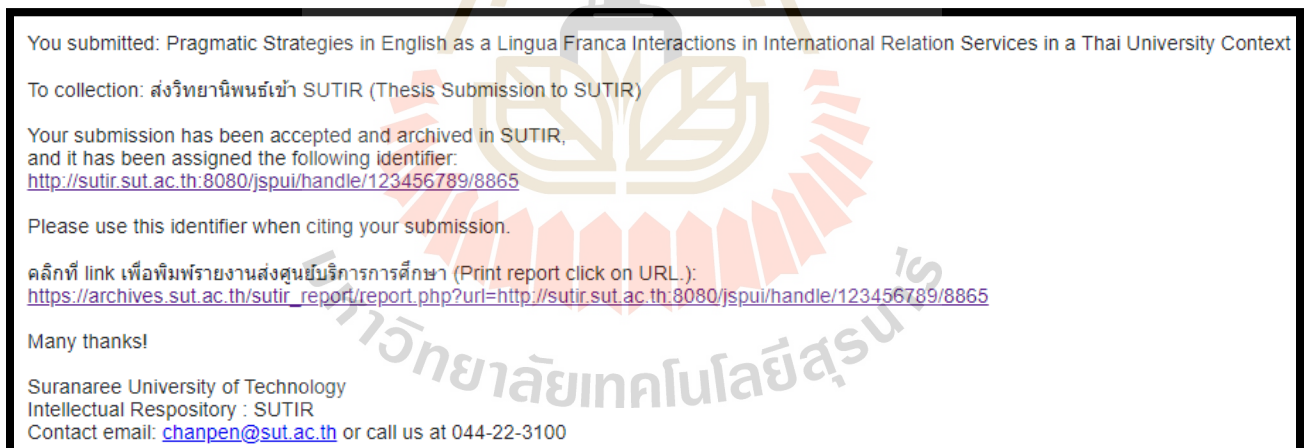 You submitted: Pragmatic Strategies in English as a Lingua Franca Interactions in International Relation Services in a Thai University Context
To collection: ส่งวิทยานิพนธ์เข้า SUTIR (Thesis Submission to SUTIR)
Your submission has been accepted and archived in SUTIR,
and it has been assigned the following identifier:
http://sutir.sut.ac.th:8080/jspui/handle/123456789/8865
Please use this identifier when citing your submission.
คลิกที่ link เพื่อพิมพ์รายงานส่งศูนย์บริการการศึกษา (Print report click on URL.):
https://archives.sut.ac.th/sutir_report/report.php?url=http://sutir.sut.ac.th:8080/jspui/handle/123456789/8865
Many thanks!
มหาวิทยาลัยเทคโนโลยีสุรนารี
Suranaree University of Technology
Intellectual Respository : SUTIR
Contact email: chanpen@sut.ac.th or call us at 044-22-3100